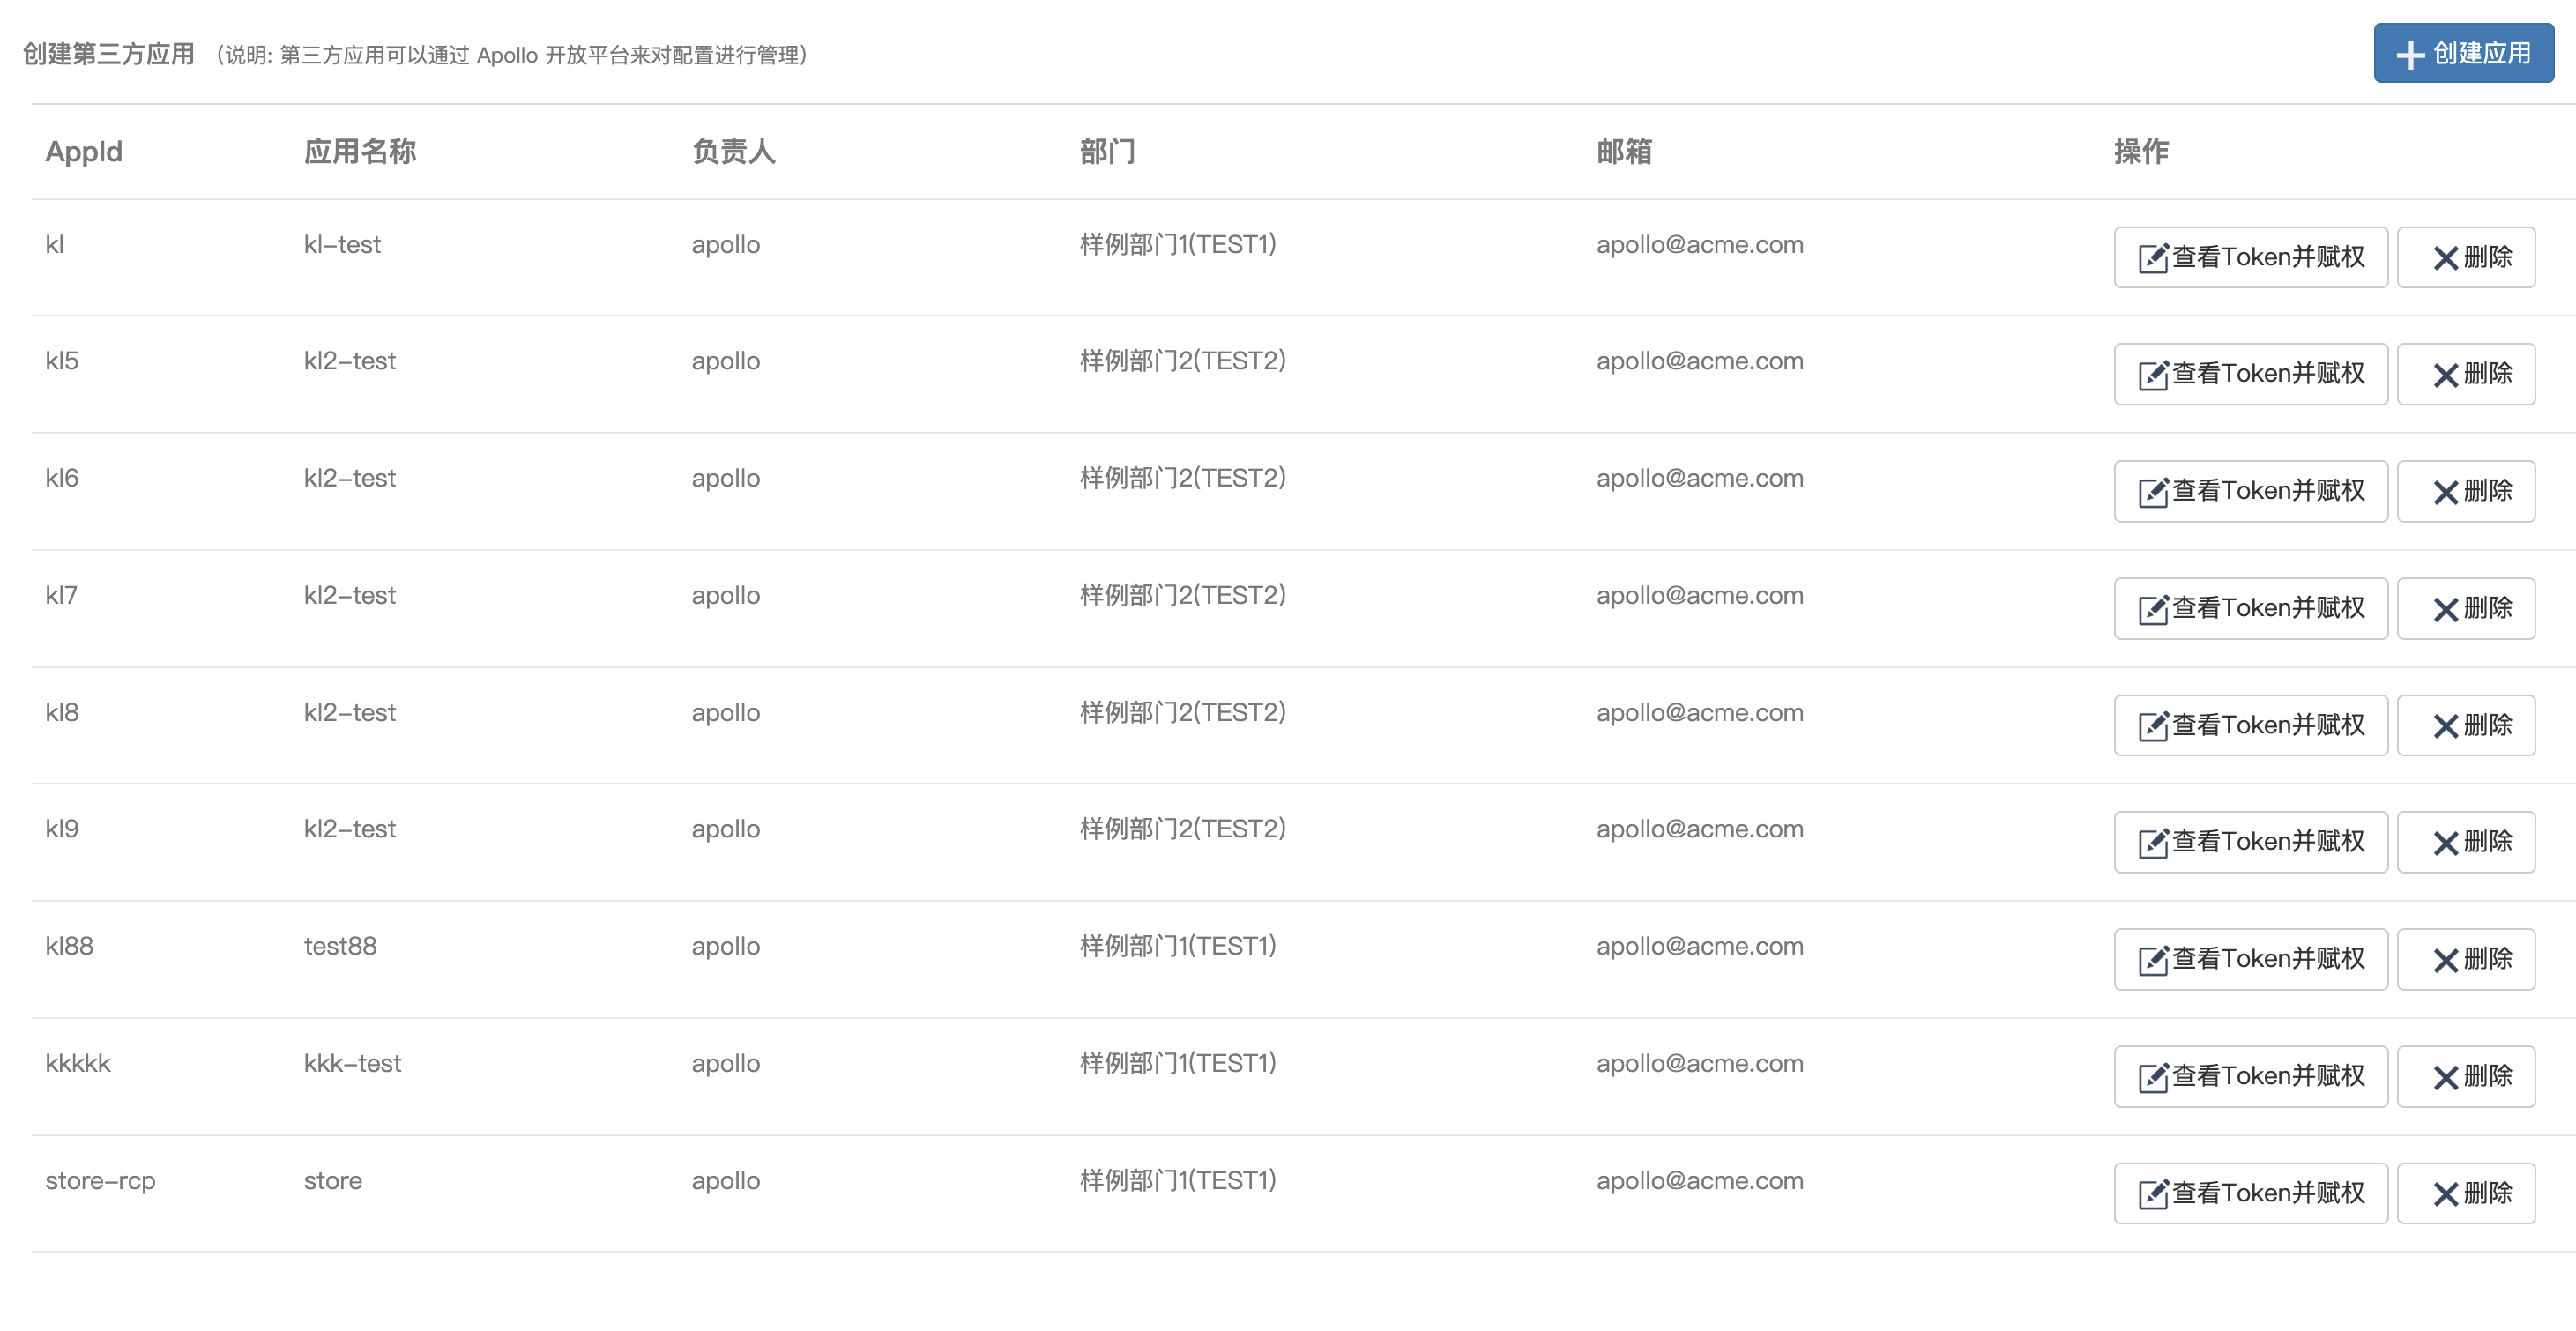 创建第三方应用 (说明: 第三方应用可以通过 Apollo 开放平台来对配置进行管理) 创建应用
AppId 应用名称 负责人 部门 邮箱 操作
kl kl-test apollo 样例部门1(TEST1) apollo@acme.com 查看Token并赋权 删除
kl5 kl2-test apollo 样例部门2(TEST2) apollo@acme.com 查看Token并赋权 删除
kl6 kl2-test apollo 样例部门2(TEST2) apollo@acme.com 查看Token并赋权 删除
kl7 kl2-test apollo 样例部门2(TEST2) apollo@acme.com 查看Token并赋权 删除
kl8 kl2-test apollo 样例部门2(TEST2) apollo@acme.com 查看Token并赋权 删除
kl9 kl2-test apollo 样例部门2(TEST2) apollo@acme.com 查看Token并赋权 删除
kl88 test88 apollo 样例部门1(TEST1) apollo@acme.com 查看Token并赋权 删除
kkkkk kkk-test apollo 样例部门1(TEST1) apollo@acme.com 查看Token并赋权 删除
store-rcp store apollo 样例部门1(TEST1) apollo@acme.com 查看Token并赋权 删除